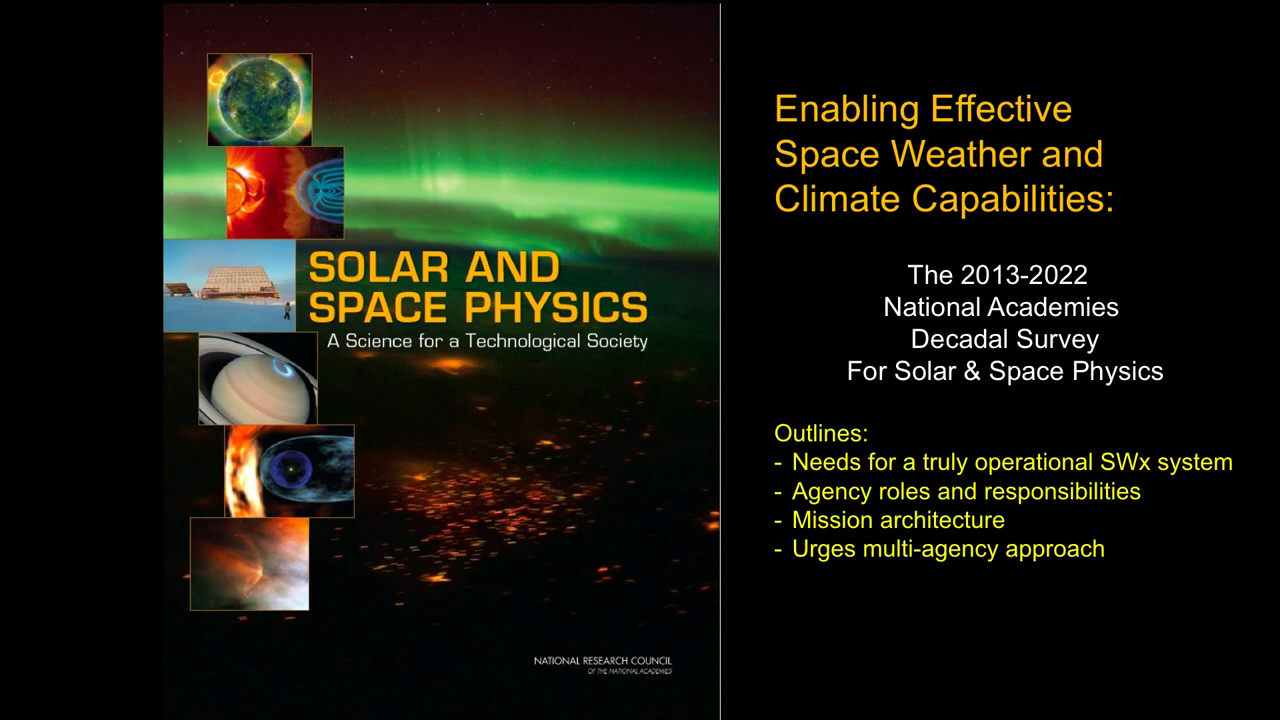 SOLAR AND
SPACE PHYSICS
A Science for a Technological Society
NATIONAL RESEARCH COUNCIL
OF THE NATIONAL ACADEMIES
Enabling Effective
Space Weather and
Climate Capabilities:
The 2013-2022
National Academies
Decadal Survey
For Solar & Space Physics
Outlines:
- Needs for a truly operational SWx system
- Agency roles and responsibilities
- Mission architecture
- Urges multi-agency approach